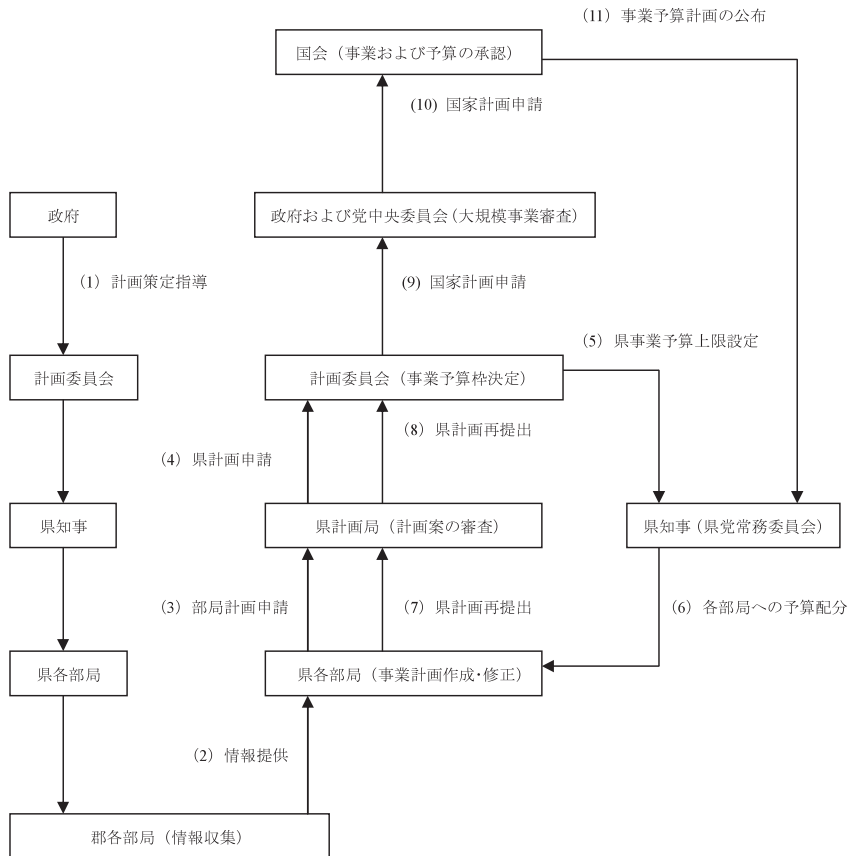 (11) 事業予算計画の公布
国会（事業および予算の承認）
(10) 国家計画申請
政府
政府および党中央委員会（大規模事業審査）
(1) 計画策定指導
(9) 国家計画申請
(5) 県事業予算上限設定
計画委員会
計画委員会（事業予算枠決定）
(8) 県計画再提出
(4) 県計画申請
県知事
県計画局（計画案の審査）
県知事（県党常務委員会）
(3) 部局計画申請
(7) 県計画再提出
(6) 各部局への予算配分
県各部局
県各部局（事業計画作成・修正）
(2) 情報提供
郡各部局（情報収集）